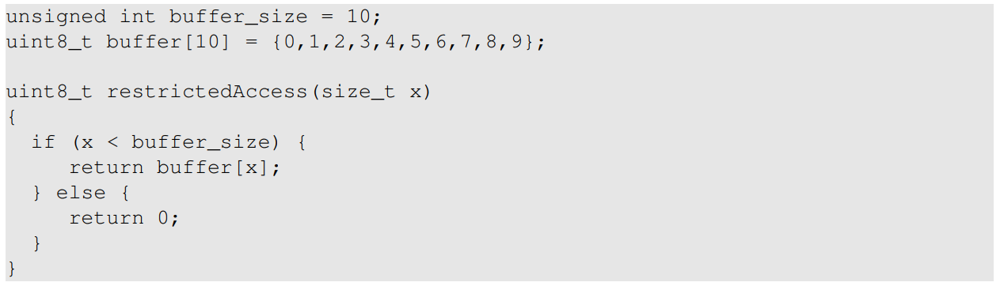 unsigned int buffer_size = 10;
uint8_t buffer[10] = {0,1,2,3,4,5,6,7,8,9};

uint8_t restrictedAccess(size_t x)
{
  if (x < buffer_size) {
     return buffer[x];
  } else {
     return 0;
  }
}